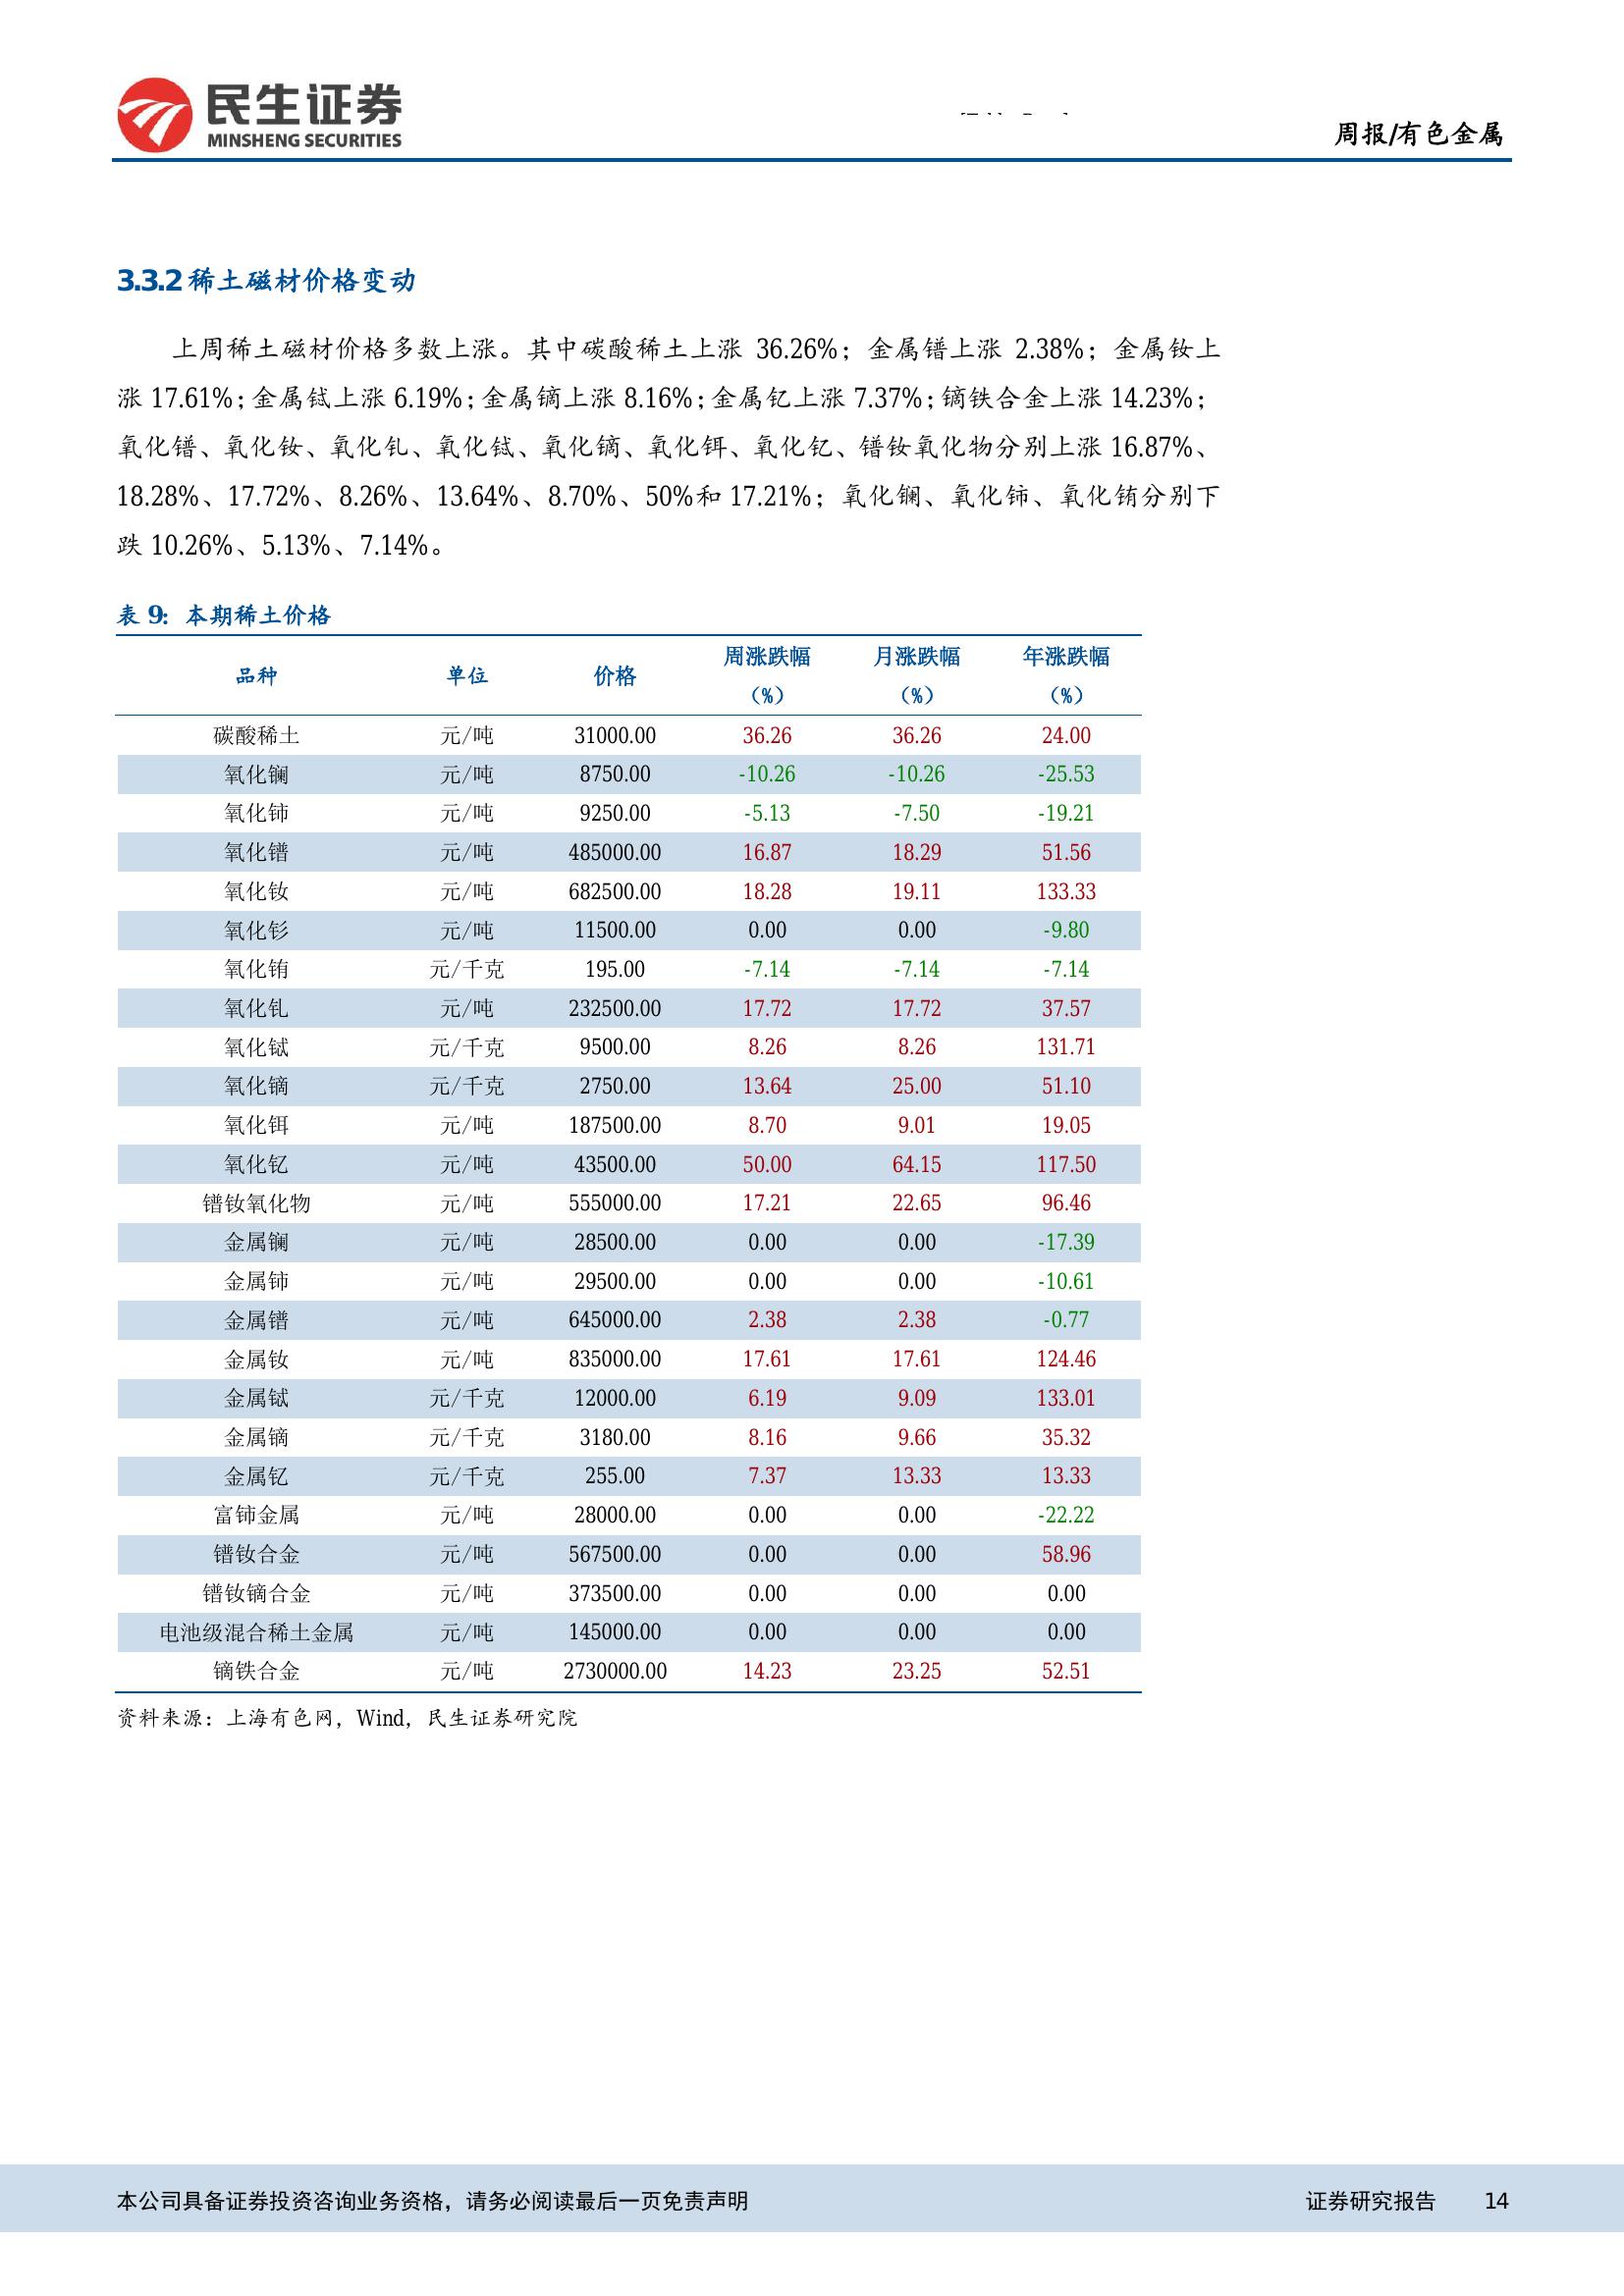 民生证券
MINSHENG SECURITIES
周报/有色金属
3.3.2 稀土磁材价格变动
上周稀土磁材价格多数上涨。其中碳酸稀土上涨 36.26%；金属镨上涨 2.38%；金属钕上
涨 17.61%；金属铽上涨 6.19%；金属镝上涨 8.16%；金属钇上涨 7.37%；镝铁合金上涨 14.23%；
氧化镨、氧化钕、氧化钆、氧化铽、氧化镝、氧化铒、氧化钇、镨钕氧化物分别上涨 16.87%、
18.28%、17.72%、8.26%、13.64%、8.70%、50%和 17.21%；氧化镧、氧化铈、氧化铕分别下
跌 10.26%、5.13%、7.14%。
表 9：本期稀土价格
品种 单位 价格 周涨跌幅（%） 月涨跌幅（%） 年涨跌幅（%）
碳酸稀土 元/吨 31000.00 36.26 36.26 24.00
氧化镧 元/吨 8750.00 -10.26 -10.26 -25.53
氧化铈 元/吨 9250.00 -5.13 -7.50 -19.21
氧化镨 元/吨 485000.00 16.87 18.29 51.56
氧化钕 元/吨 682500.00 18.28 19.11 133.33
氧化钐 元/吨 11500.00 0.00 0.00 -9.80
氧化铕 元/千克 195.00 -7.14 -7.14 -7.14
氧化钆 元/吨 232500.00 17.72 17.72 37.57
氧化铽 元/千克 9500.00 8.26 8.26 131.71
氧化镝 元/千克 2750.00 13.64 25.00 51.10
氧化铒 元/吨 187500.00 8.70 9.01 19.05
氧化钇 元/吨 43500.00 50.00 64.15 117.50
镨钕氧化物 元/吨 555000.00 17.21 22.65 96.46
金属镧 元/吨 28500.00 0.00 0.00 -17.39
金属铈 元/吨 29500.00 0.00 0.00 -10.61
金属镨 元/吨 645000.00 2.38 2.38 -0.77
金属钕 元/吨 835000.00 17.61 17.61 124.46
金属铽 元/千克 12000.00 6.19 9.09 133.01
金属镝 元/千克 3180.00 8.16 9.66 35.32
金属钇 元/千克 255.00 7.37 13.33 13.33
富铈金属 元/吨 28000.00 0.00 0.00 -22.22
镨钕合金 元/吨 567500.00 0.00 0.00 58.96
镨钕镝合金 元/吨 373500.00 0.00 0.00 0.00
电池级混合稀土金属 元/吨 145000.00 0.00 0.00 0.00
镝铁合金 元/吨 2730000.00 14.23 23.25 52.51
资料来源：上海有色网，Wind，民生证券研究院
本公司具备证券投资咨询业务资格，请务必阅读最后一页免责声明
证券研究报告 14